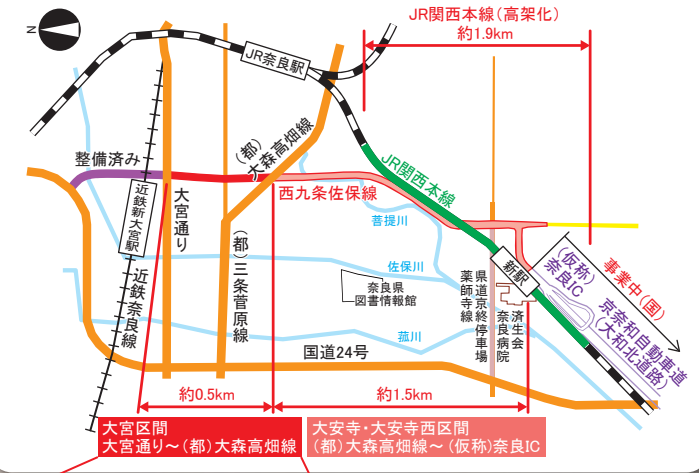 N
JR関西本線(高架化)
約1.9km
JR奈良駅
(都)
大森高畑線
整備済み
JR関西本線
西九条佐保線
近鉄新大宮駅
大宮通り
菩提川
(都)三条菅原線
佐保川
新駅
(仮称)
奈良IC
事業中(国)
近鉄奈良線
奈良県
図書情報館
県道京終停車場
薬師寺線
済生会
奈良病院
京奈和自動車道
(大和北道路)
菰川
国道24号
約0.5km
約1.5km
大宮区間
大宮通り~(都)大森高畑線
大安寺・大安寺西区間
(都)大森高畑線~(仮称)奈良IC